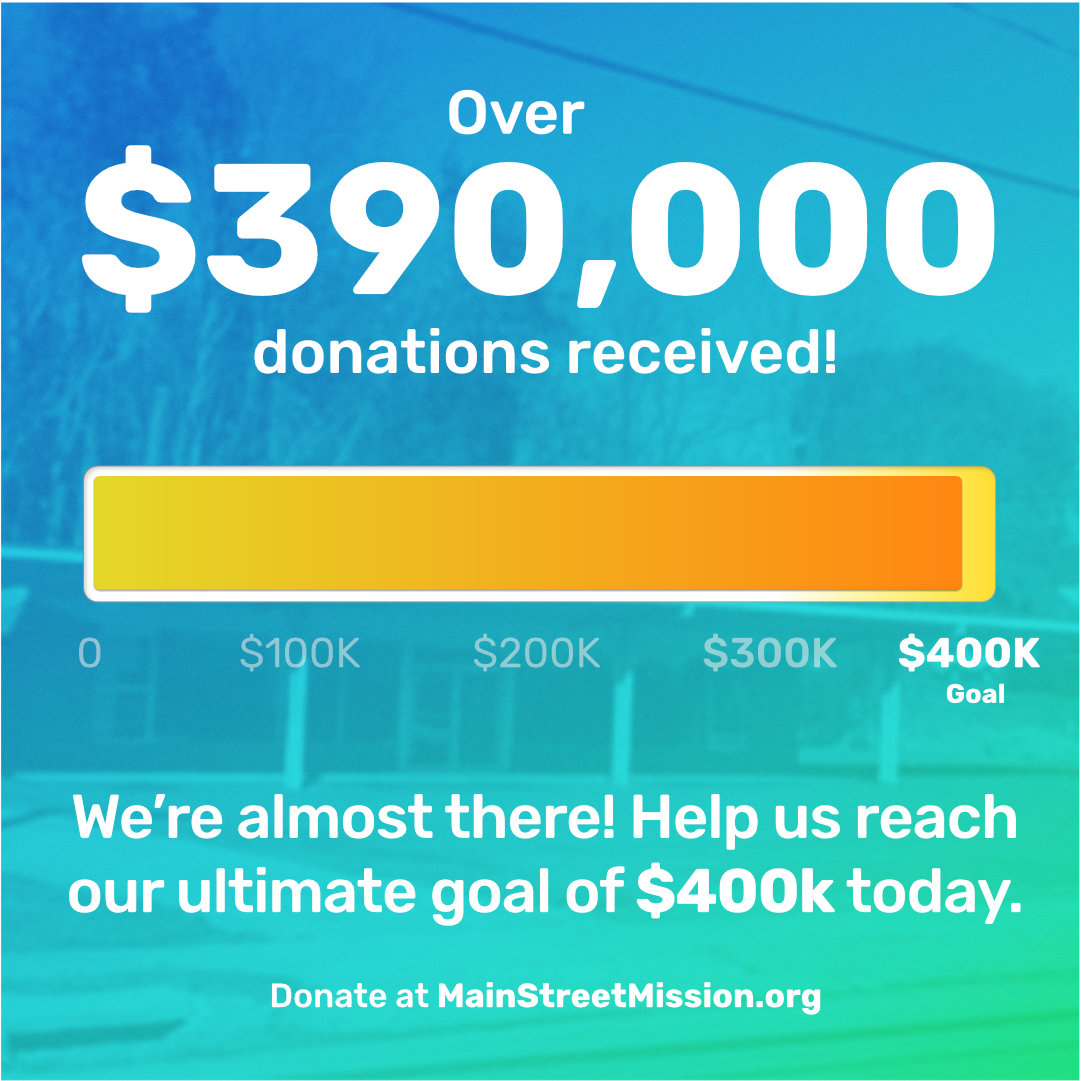 Over
$390,000
donations received!
0 $100K $200K $300K $400K
Goal
We’re almost there! Help us reach
our ultimate goal of $400k today.
Donate at MainStreetMission.org